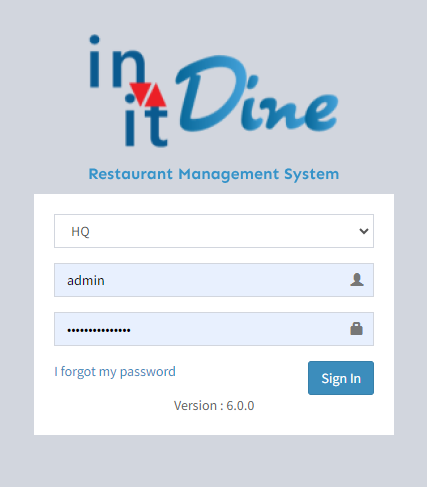 in it Dine
Restaurant Management System
HQ
admin
•••••••••••••••
I forgot my password
Sign In
Version : 6.0.0